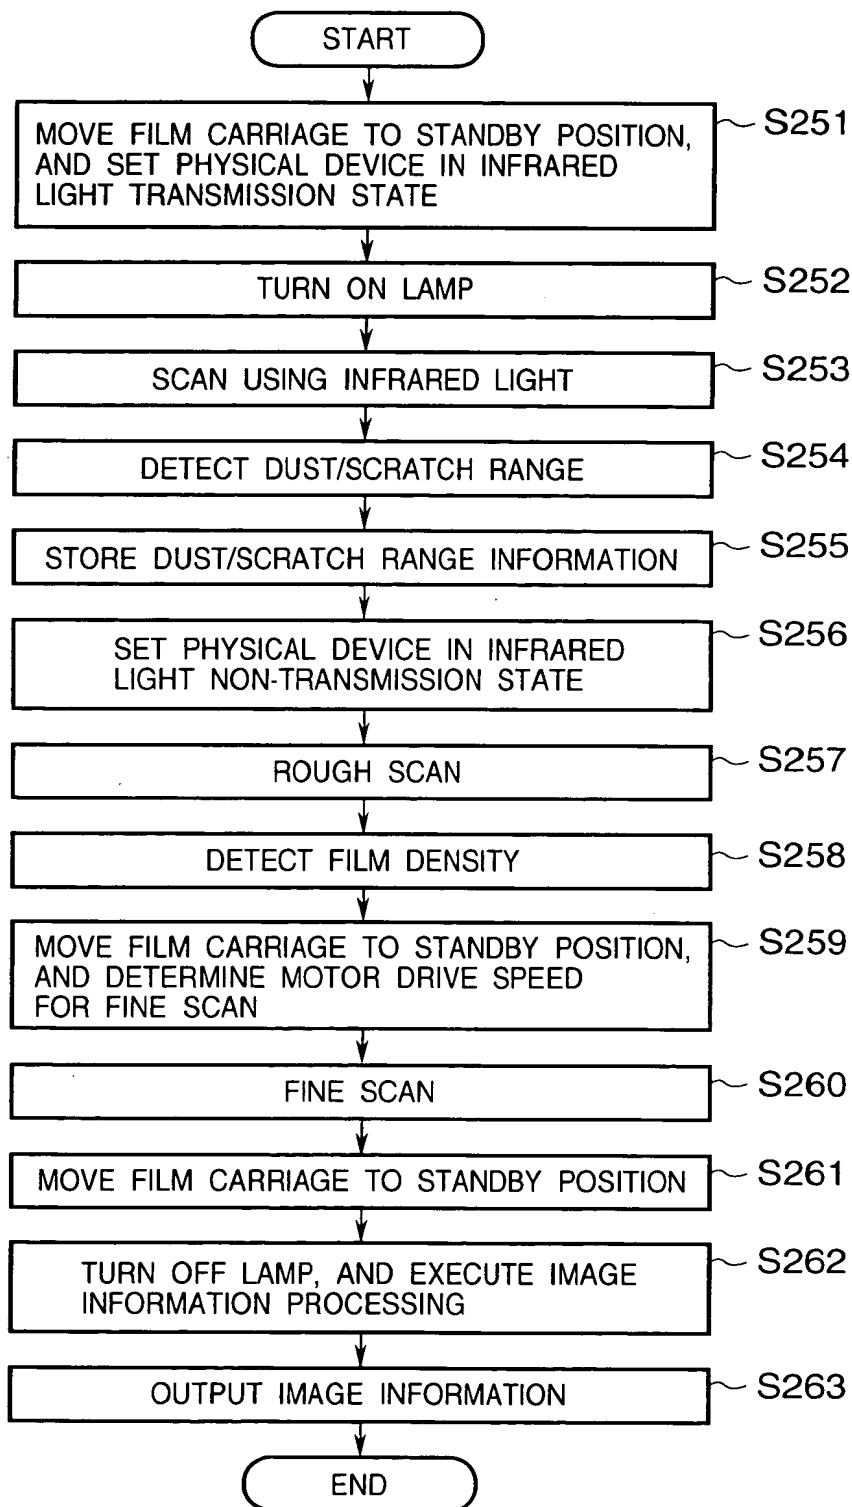 START
MOVE FILM CARRIAGE TO STANDBY POSITION,
AND SET PHYSICAL DEVICE IN INFRARED
LIGHT TRANSMISSION STATE
S251
TURN ON LAMP
S252
SCAN USING INFRARED LIGHT
S253
DETECT DUST/SCRATCH RANGE
S254
STORE DUST/SCRATCH RANGE INFORMATION
S255
SET PHYSICAL DEVICE IN INFRARED
LIGHT NON-TRANSMISSION STATE
S256
ROUGH SCAN
S257
DETECT FILM DENSITY
S258
MOVE FILM CARRIAGE TO STANDBY POSITION,
AND DETERMINE MOTOR DRIVE SPEED
FOR FINE SCAN
S259
FINE SCAN
S260
MOVE FILM CARRIAGE TO STANDBY POSITION
S261
TURN OFF LAMP, AND EXECUTE IMAGE
INFORMATION PROCESSING
S262
OUTPUT IMAGE INFORMATION
S263
END